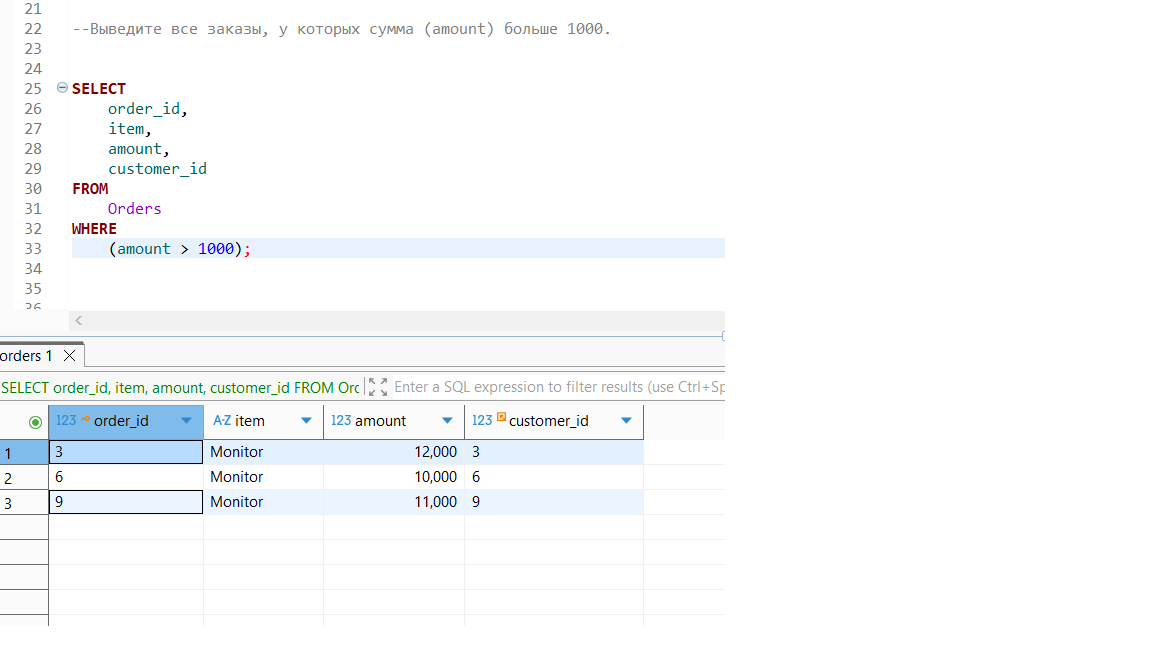 21
22 --Выведите все заказы, у которых сумма (amount) больше 1000.
23
24
25 SELECT
26 order_id,
27 item,
28 amount,
29 customer_id
30 FROM
31 Orders
32 WHERE
33 (amount > 1000);
34
35
36
orders 1
SELECT order_id, item, amount, customer_id FROM Orc Enter a SQL expression to filter results (use Ctrl+Sp
123 order_id A-Z item 123 amount 123 customer_id
1 3 Monitor 12,000 3
2 6 Monitor 10,000 6
3 9 Monitor 11,000 9